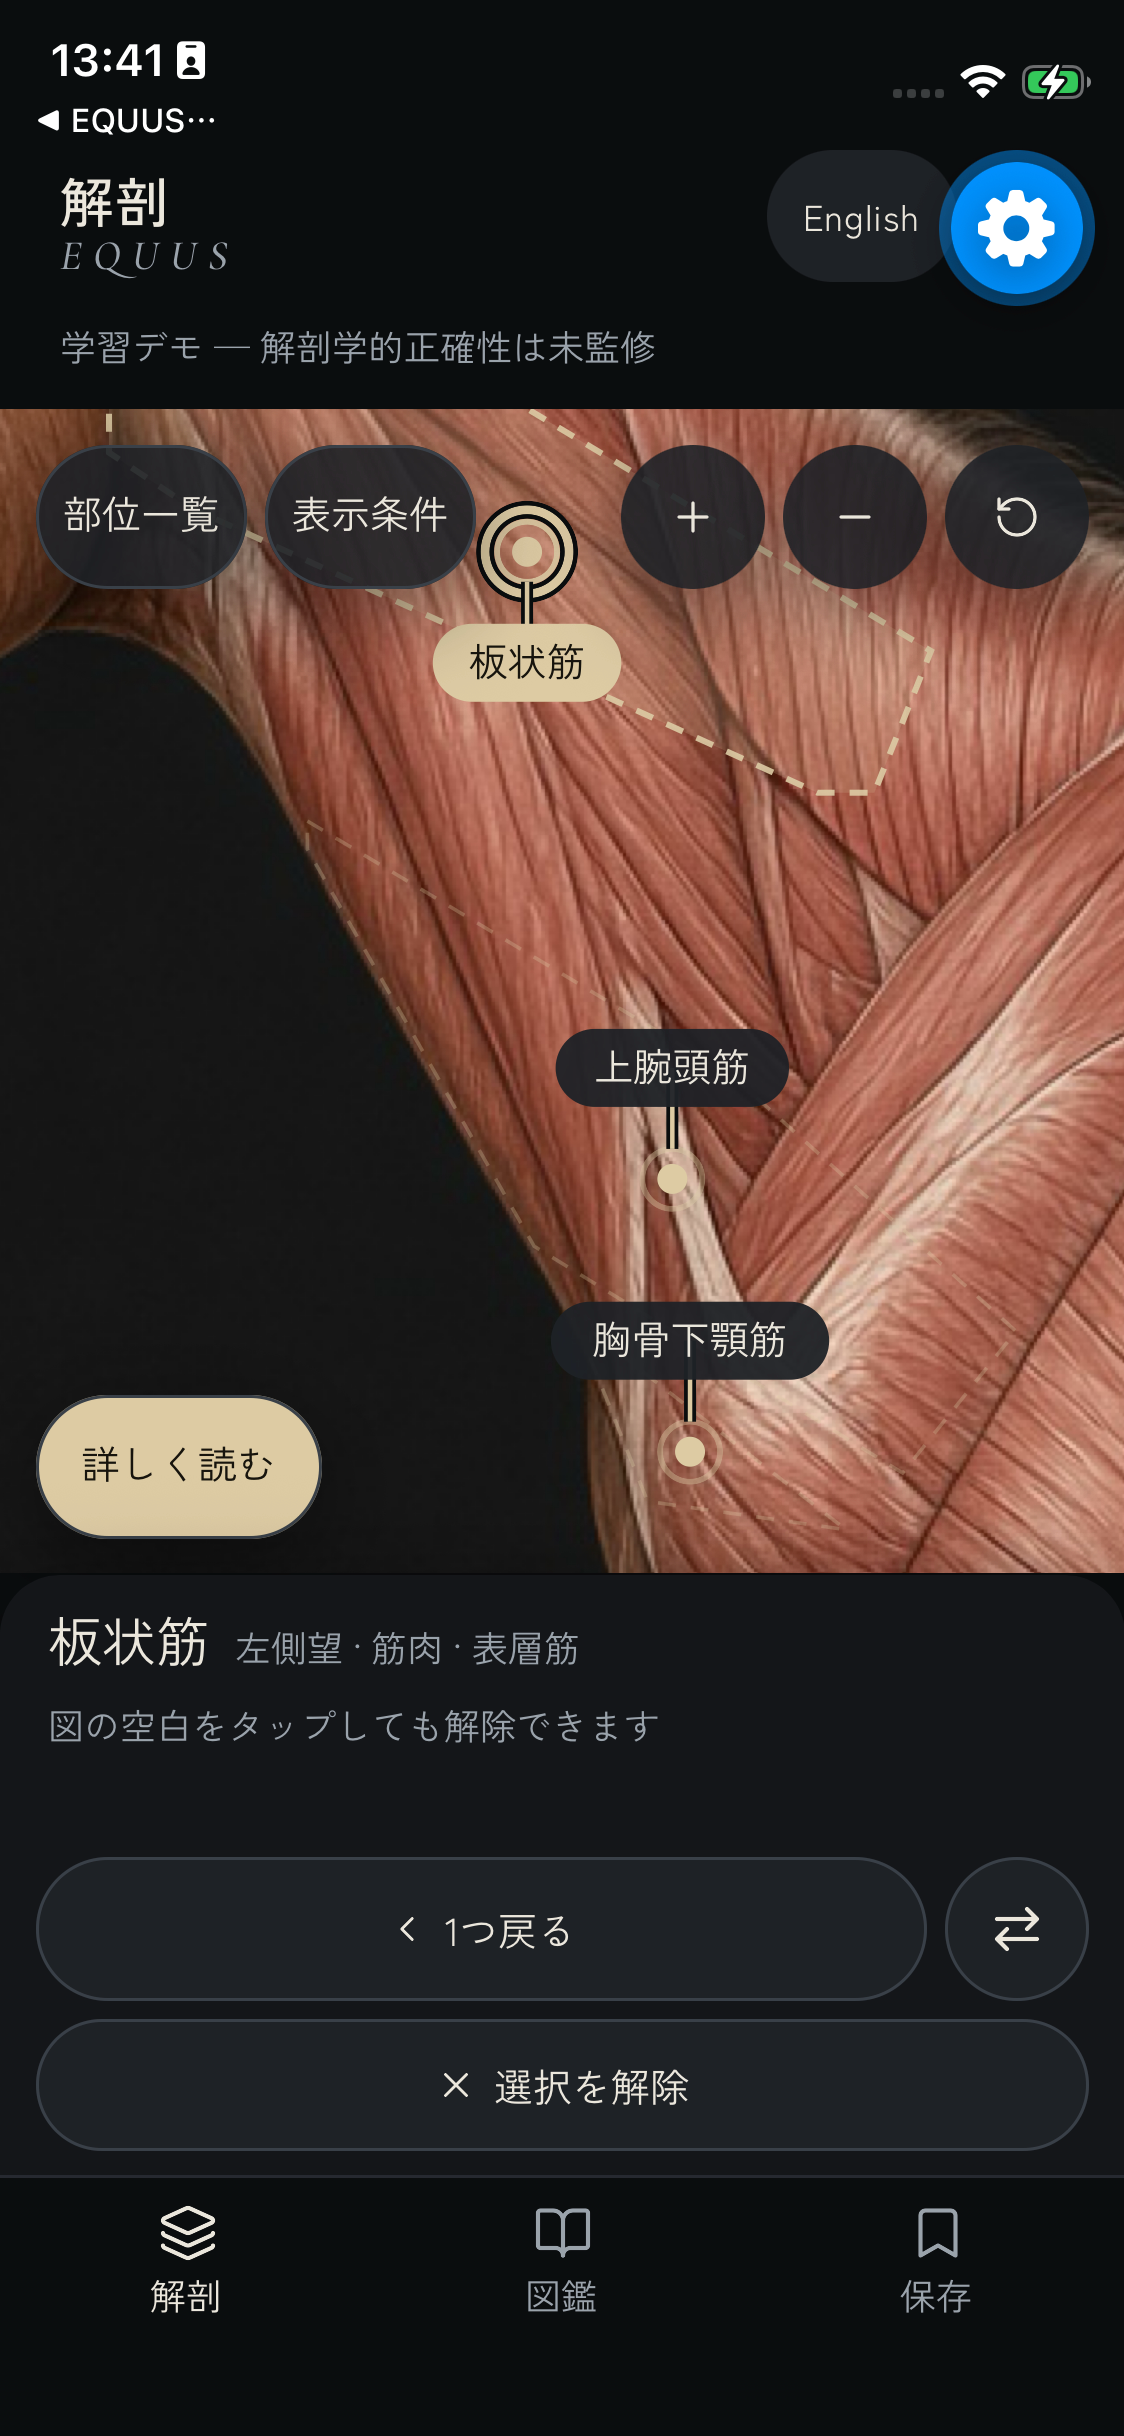 13:41
◀ EQUUS…
解剖
EQUUS
English
学習デモ — 解剖学的正確性は未監修
部位一覧
表示条件
板状筋
上腕頭筋
胸骨下顎筋
詳しく読む
板状筋 左側望・筋肉・表層筋
図の空白をタップしても解除できます
1つ戻る
選択を解除
解剖
図鑑
保存